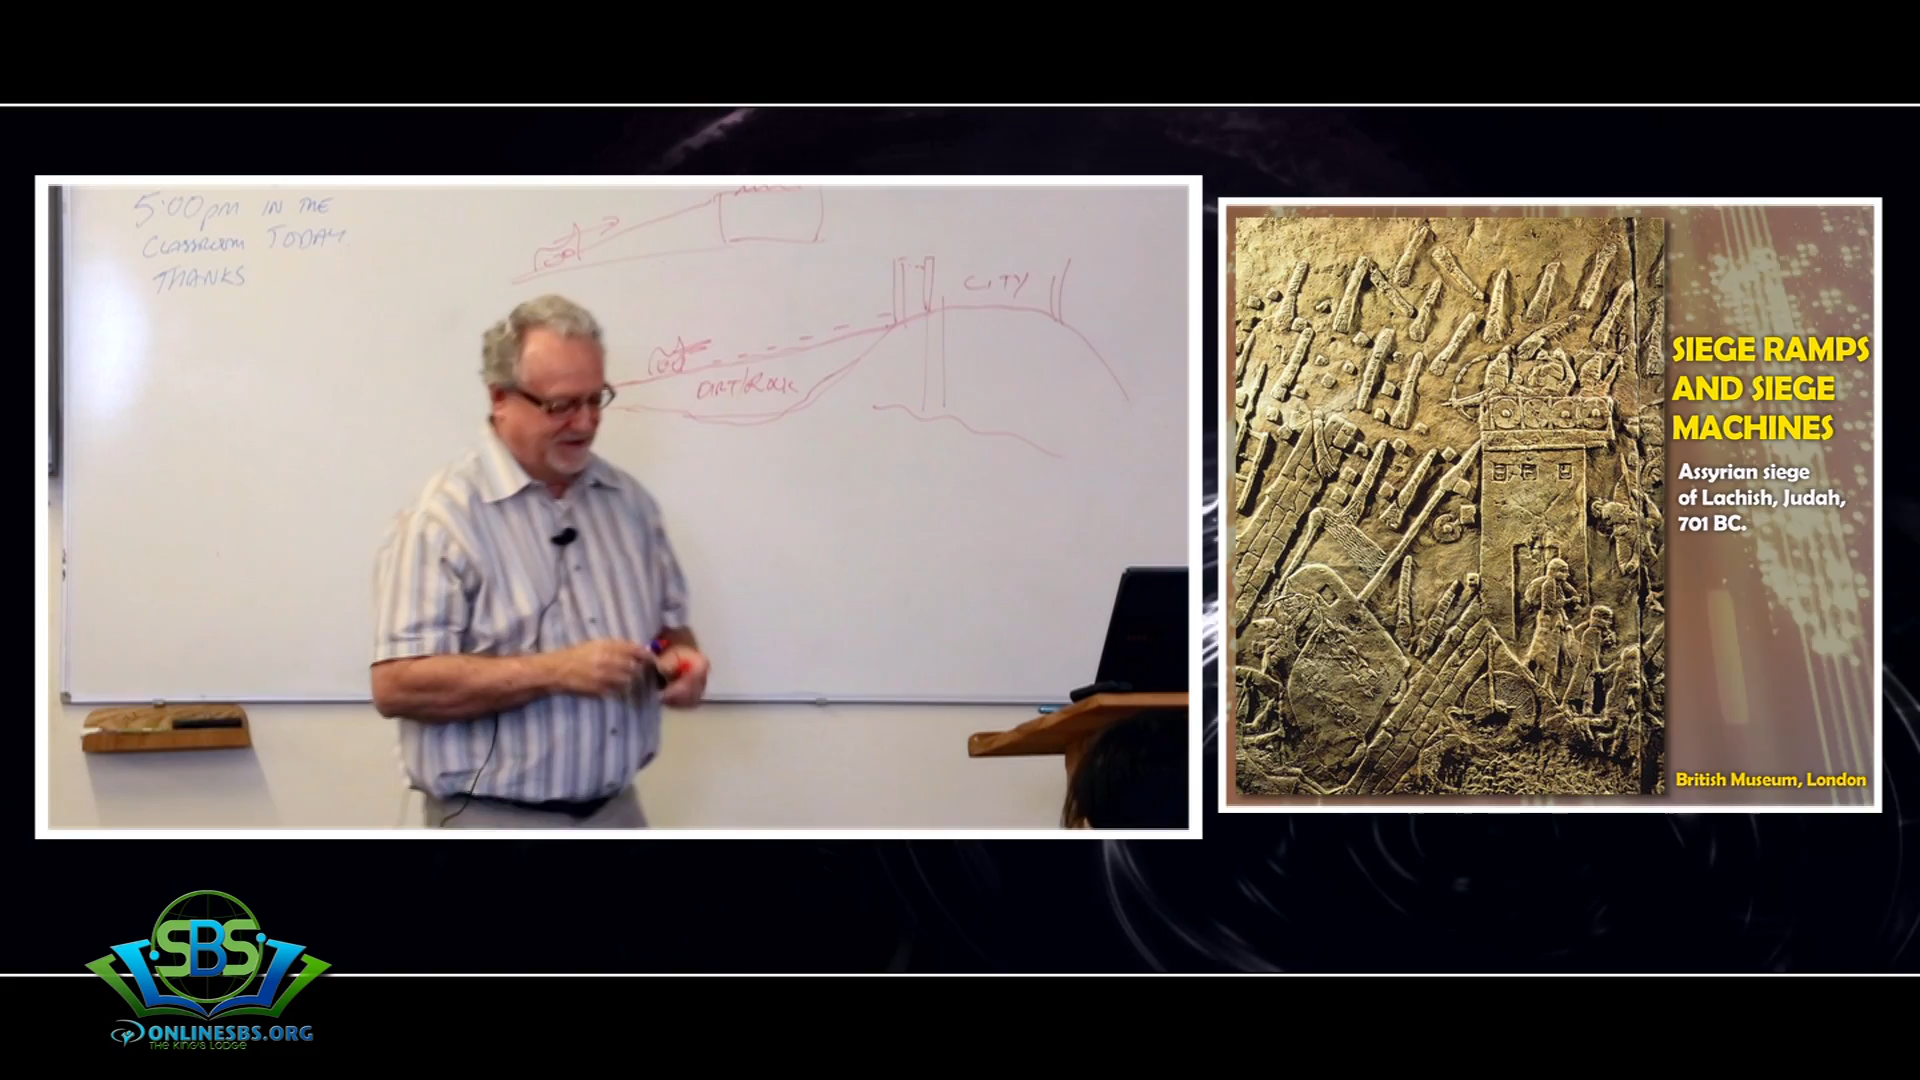 5:00pm IN THE
CLASSROOM TODAY.
THANKS
CITY
DIRT/ROCK
SIEGE RAMPS
AND SIEGE
MACHINES
Assyrian siege
of Lachish, Judah,
701 BC.
British Museum, London
SBS
ONLINESBS.ORG
THE KING'S LODGE